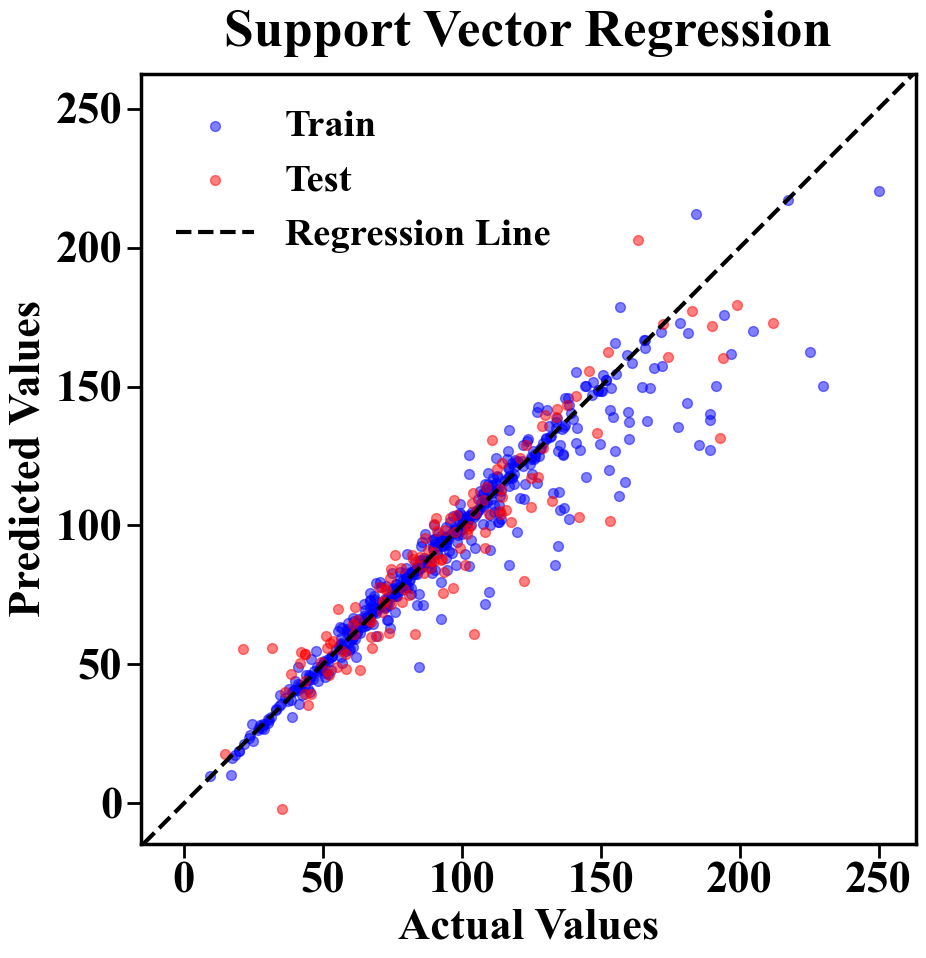 Support Vector Regression
250
200
150
100
50
0
Predicted Values
Train
Test
Regression Line
0 50 100 150 200 250
Actual Values